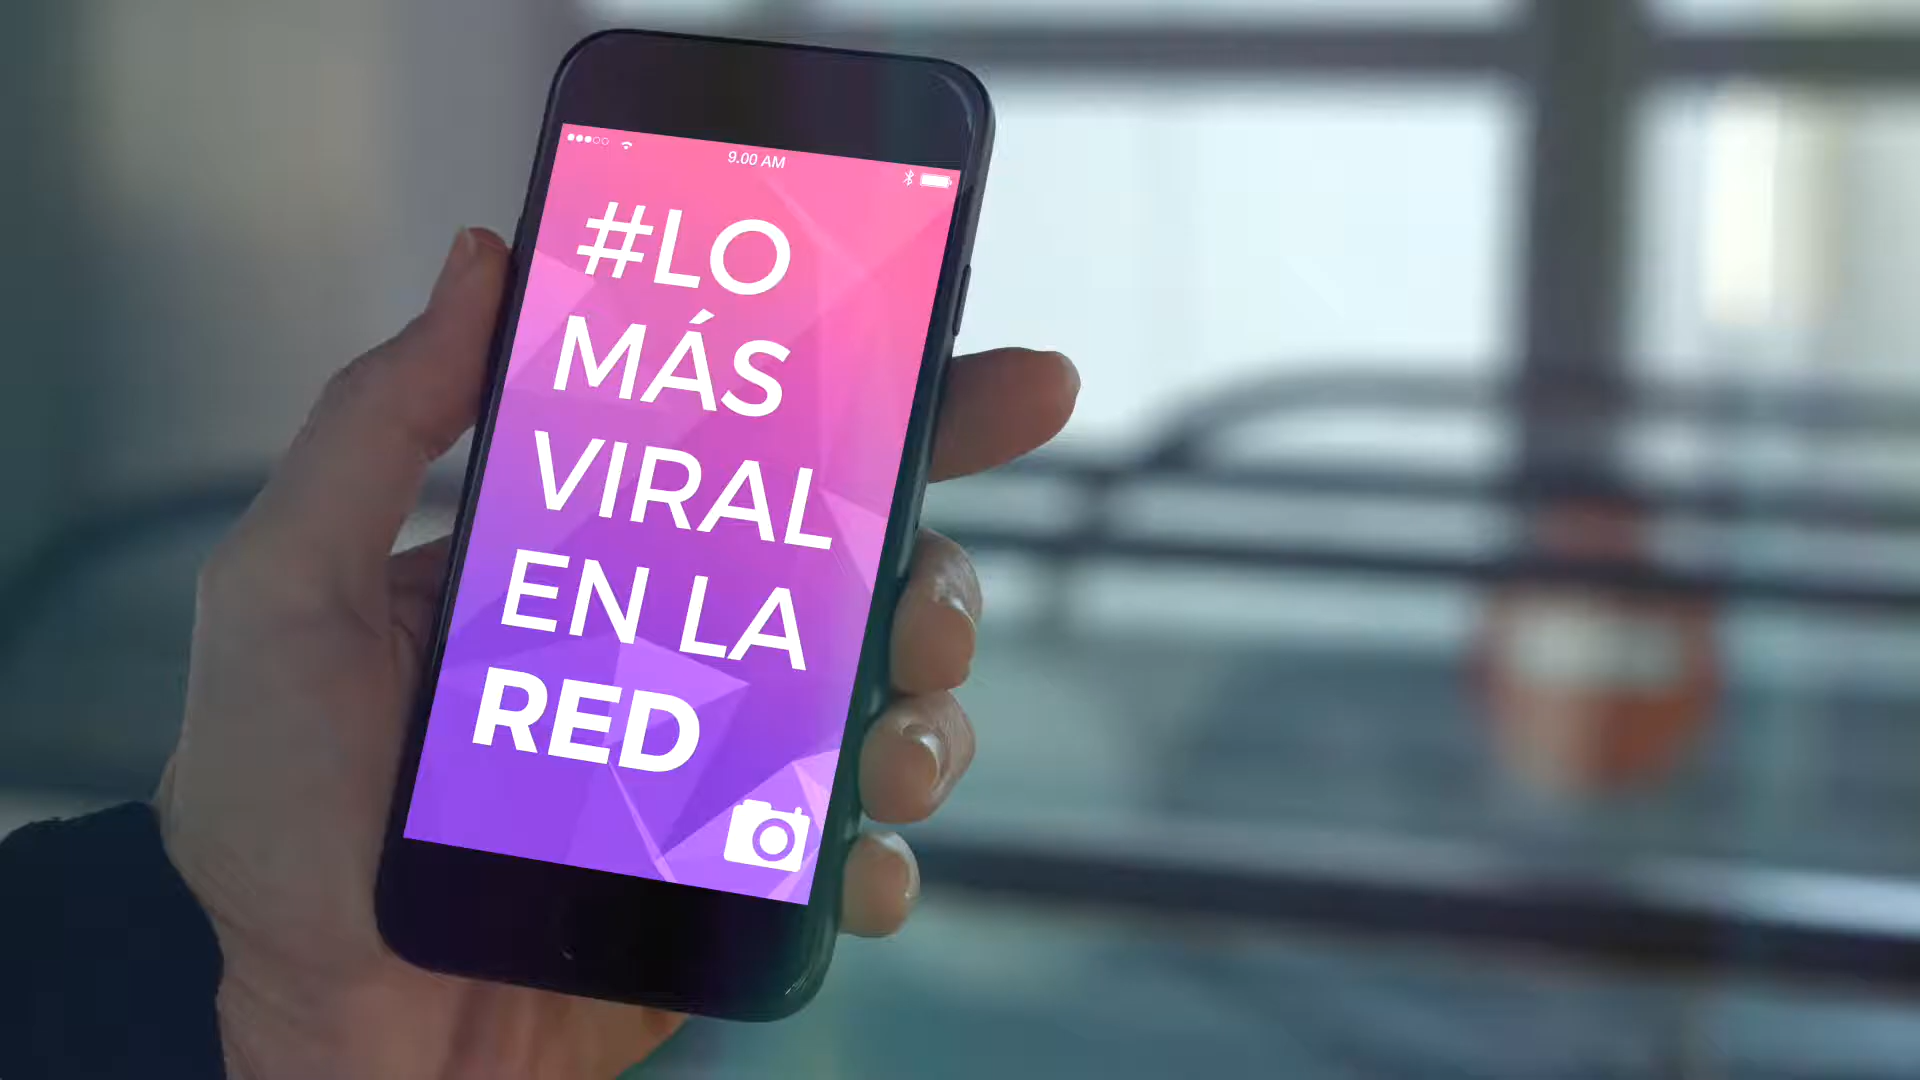 9.00 AM
#LO
MÁS
VIRAL
EN LA
RED